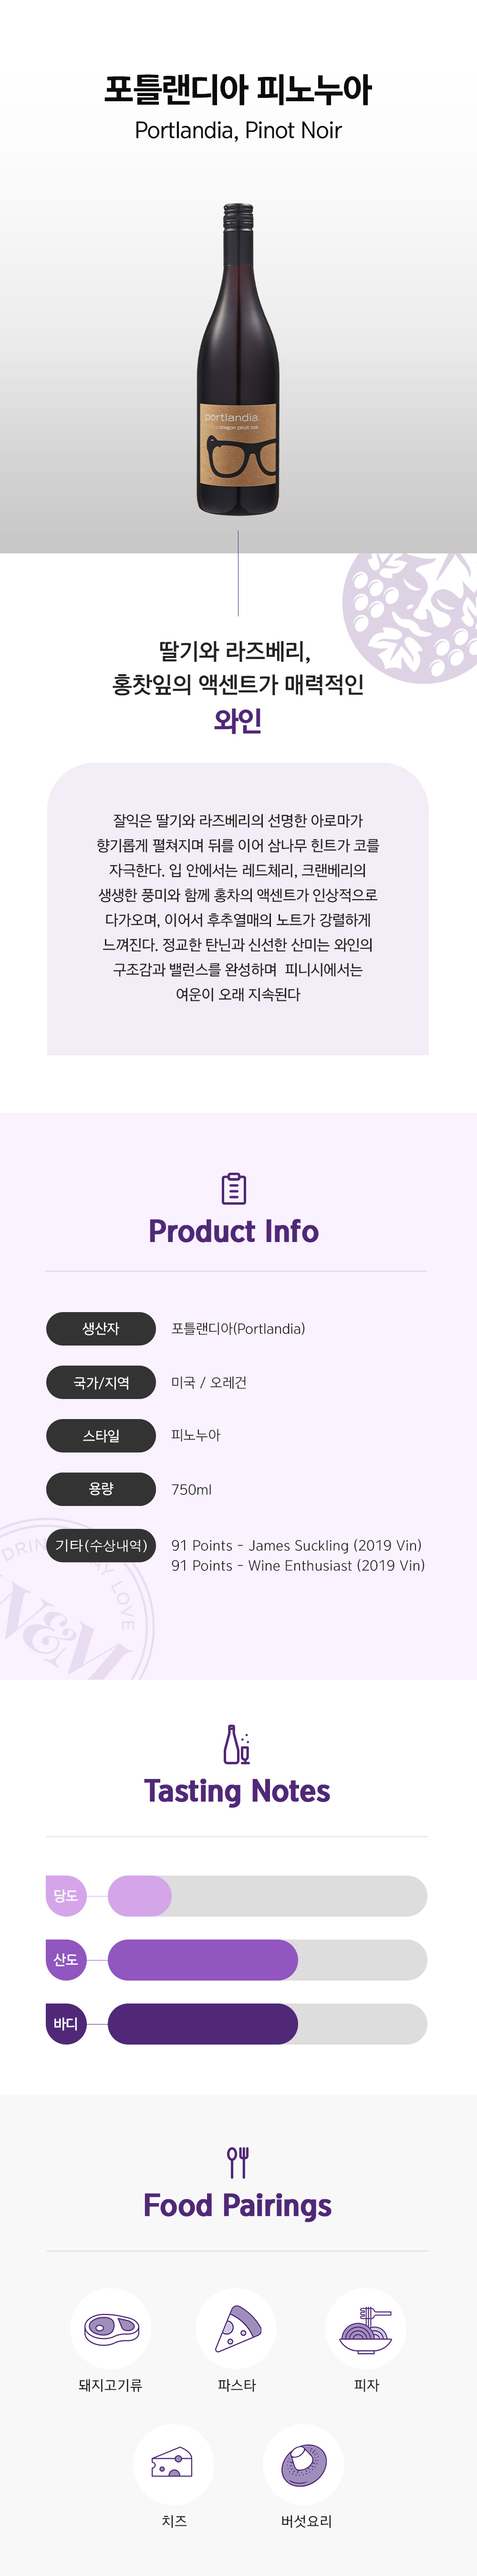 포틀랜디아 피노누아
Portlandia, Pinot Noir
portlandia
oregon pinot noir
딸기와 라즈베리,
홍찻잎의 액센트가 매력적인
와인
잘익은 딸기와 라즈베리의 선명한 아로마가
향기롭게 펼쳐지며 뒤를 이어 삼나무 힌트가 코를
자극한다. 입 안에서는 레드체리, 크랜베리의
생생한 풍미와 함께 홍차의 액센트가 인상적으로
다가오며, 이어서 후추열매의 노트가 강렬하게
느껴진다. 정교한 탄닌과 신선한 산미는 와인의
구조감과 밸런스를 완성하며 피니시에서는
여운이 오래 지속된다
Product Info
생산자 포틀랜디아(Portlandia)
국가/지역 미국 / 오레건
스타일 피노누아
용량 750ml
기타(수상내역) 91 Points - James Suckling (2019 Vin)
91 Points - Wine Enthusiast (2019 Vin)
DRIN AY LOVE
W&M
Tasting Notes
당도
산도
바디
Food Pairings
돼지고기류 파스타 피자
치즈 버섯요리